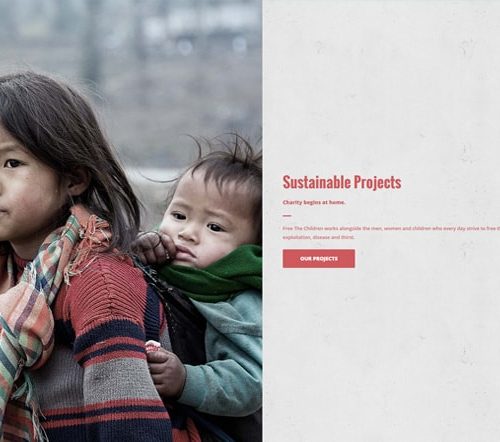 Sustainable Projects
Charity begins at home.
Free The Children works alongside the men, women and children who every day strive to free
exploitation, disease and thirst.
OUR PROJECTS